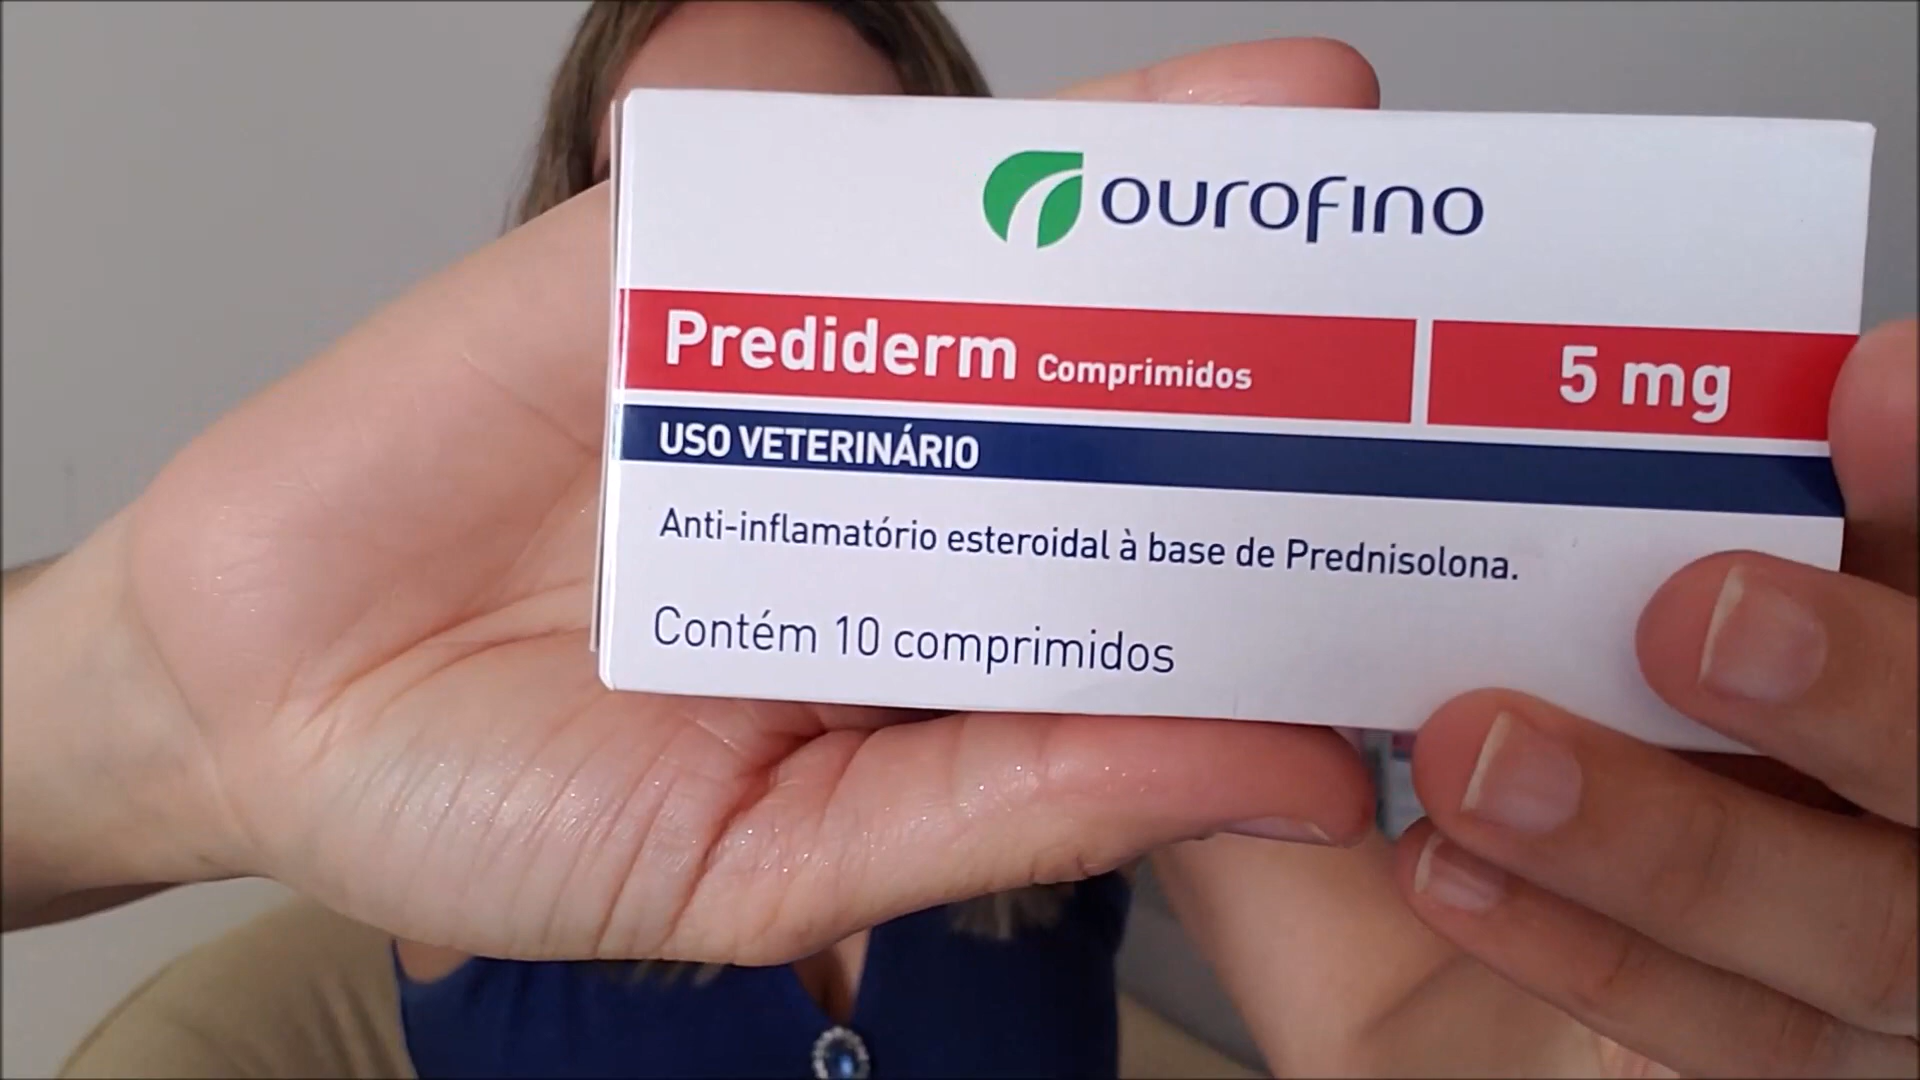 ourofino
Prediderm Comprimidos 5 mg
USO VETERINÁRIO
Anti-inflamatório esteroidal à base de Prednisolona.
Contém 10 comprimidos